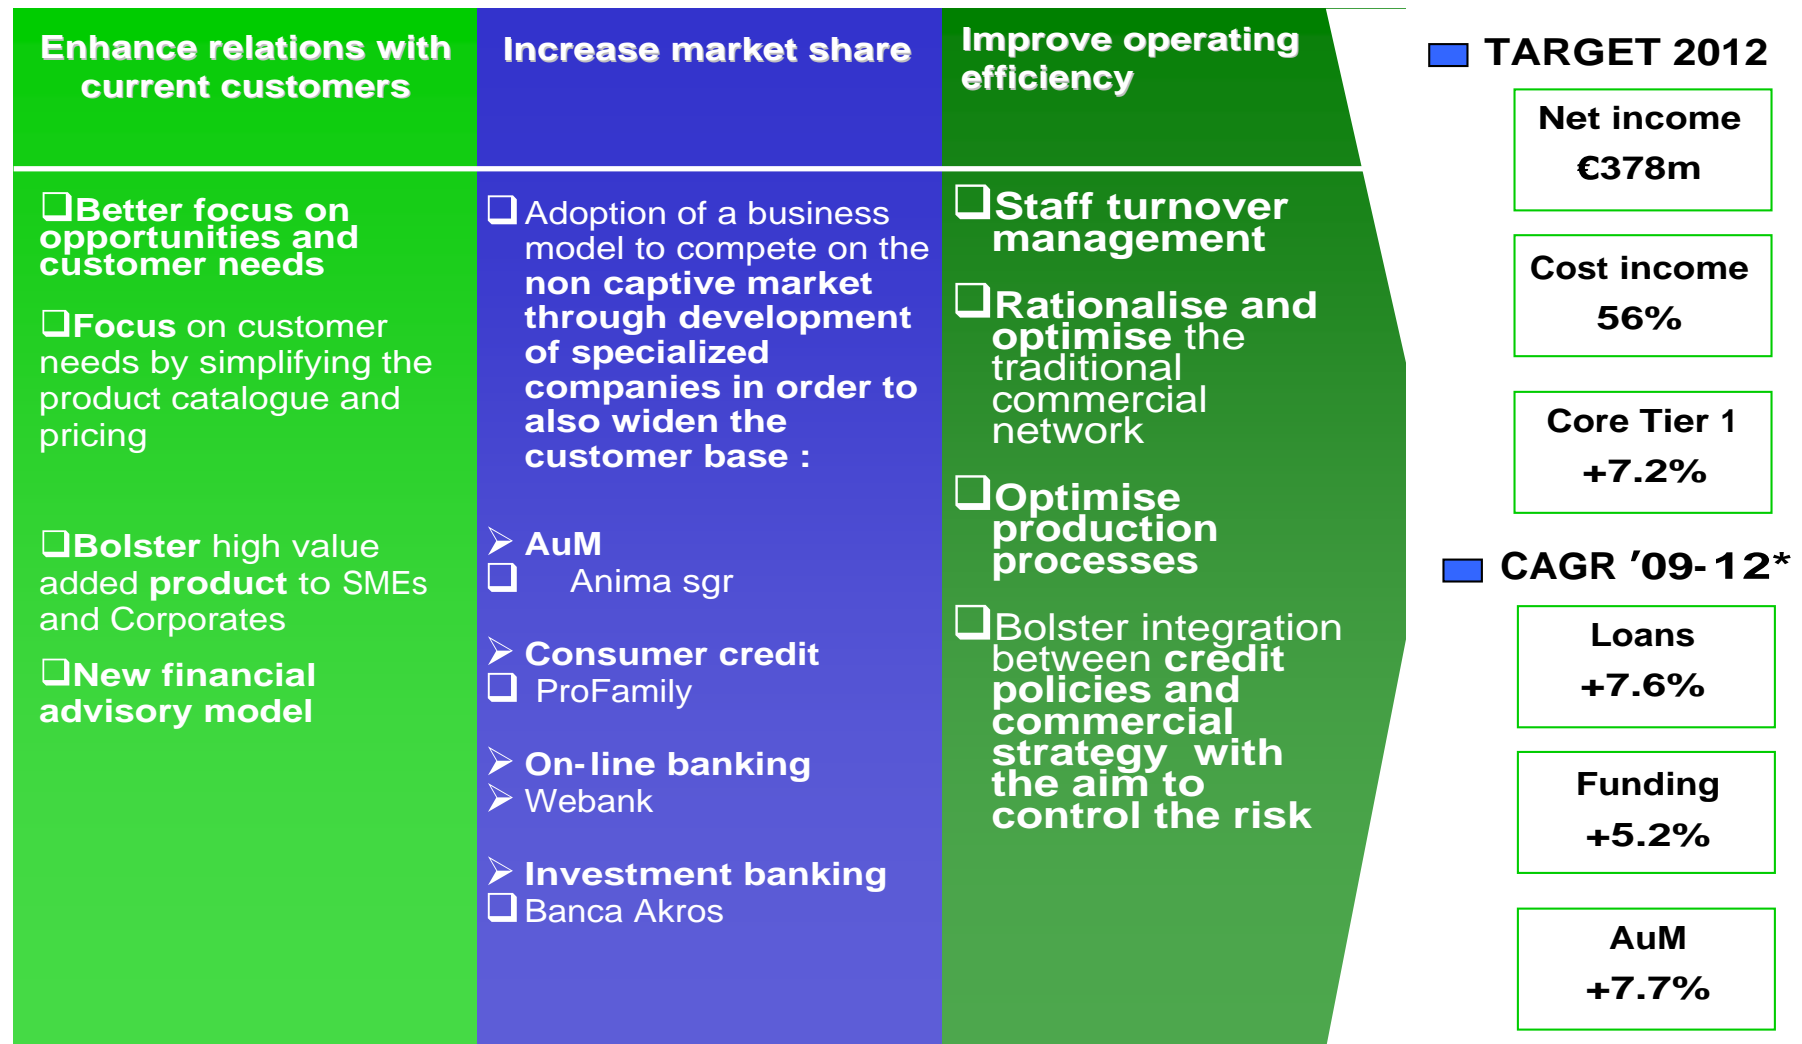 Enhance relations with
current customers
Better focus on
opportunities and
customer needs
Focus on customer
needs by simplifying the
product catalogue and
pricing
Bolster high value
added product to SMEs
and Corporates
New financial
advisory model
Increase market share
Adoption of a business
model to compete on the
non captive market
through development
of specialized
companies in order to
also widen the
customer base :
AuM
Anima sgr
Consumer credit
ProFamily
On-line banking
Webank
Investment banking
Banca Akros
Improve operating
efficiency
Staff turnover
management
Rationalise and
optimise the
traditional
commercial
network
Optimise
production
processes
Bolster integration
between credit
policies and
commercial
strategy with
the aim to
control the risk
TARGET 2012
Net income
€378m
Cost income
56%
Core Tier 1
+7.2%
CAGR '09-12*
Loans
+7.6%
Funding
+5.2%
AuM
+7.7%